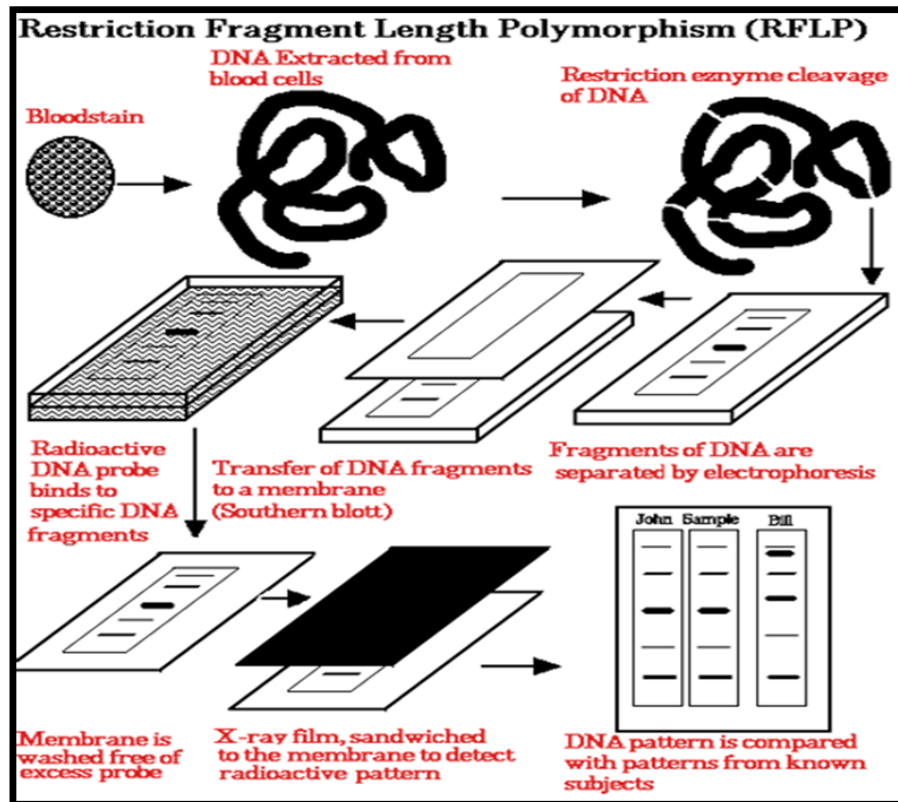 Restriction Fragment Length Polymorphism (RFLP)
DNA Extracted from
blood cells
Restriction eznyme cleavage
of DNA
Bloodstain
Fragments of DNA are
separated by electrophoresis
Transfer of DNA fragments
to a membrane
(Southern blott)
Radioactive
DNA probe
binds to
specific DNA
fragments
Membrane is
washed free of
excess probe
X-ray film, sandwiched
to the membrane to detect
radioactive pattern
John Sample Bill
DNA pattern is compared
with patterns from known
subjects